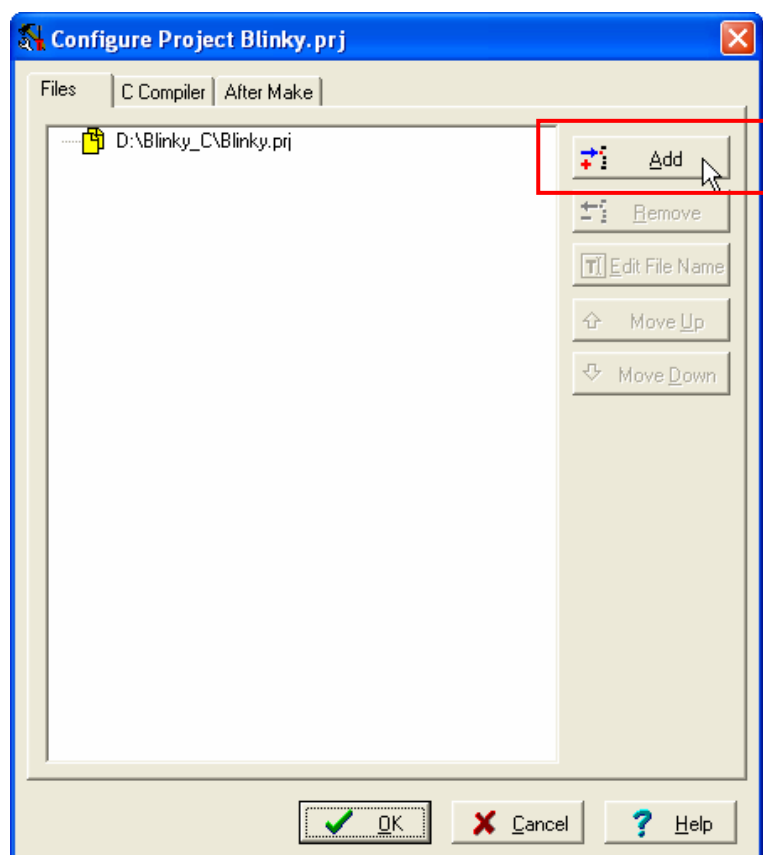 Configure Project Blinky.prj
Files
C Compiler
After Make
D:\Blinky_C\Blinky.prj
Add
Remove
Edit File Name
Move Up
Move Down
OK
Cancel
Help